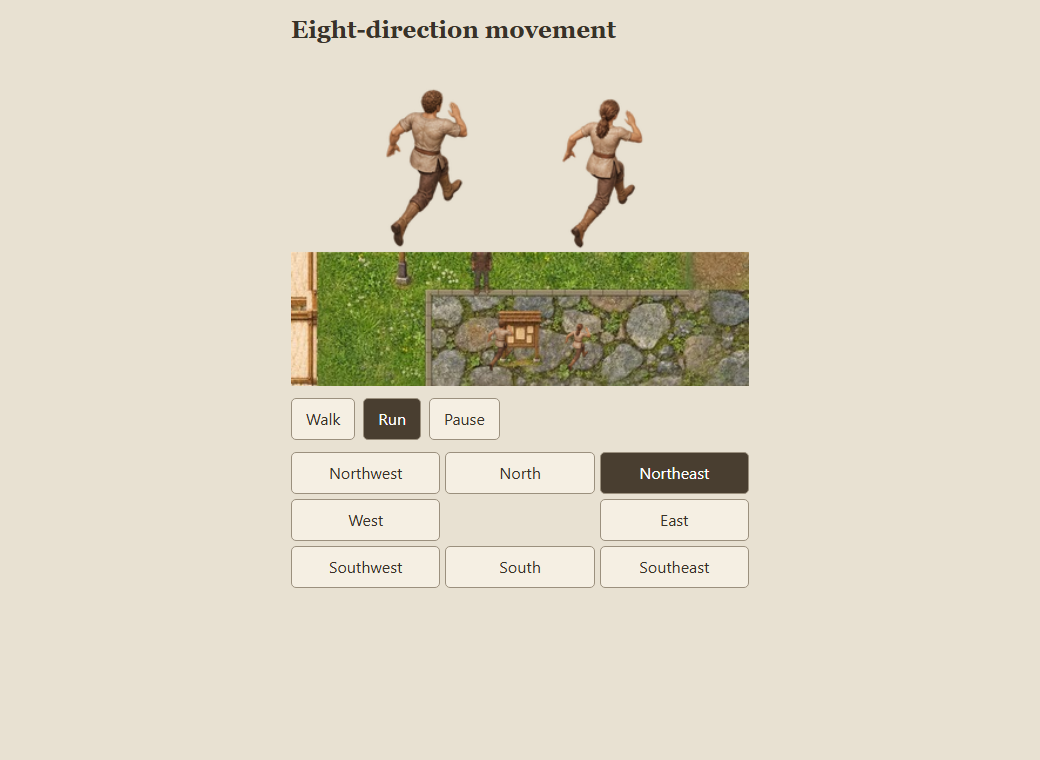 Eight-direction movement
Walk Run Pause
Northwest North Northeast
West East
Southwest South Southeast